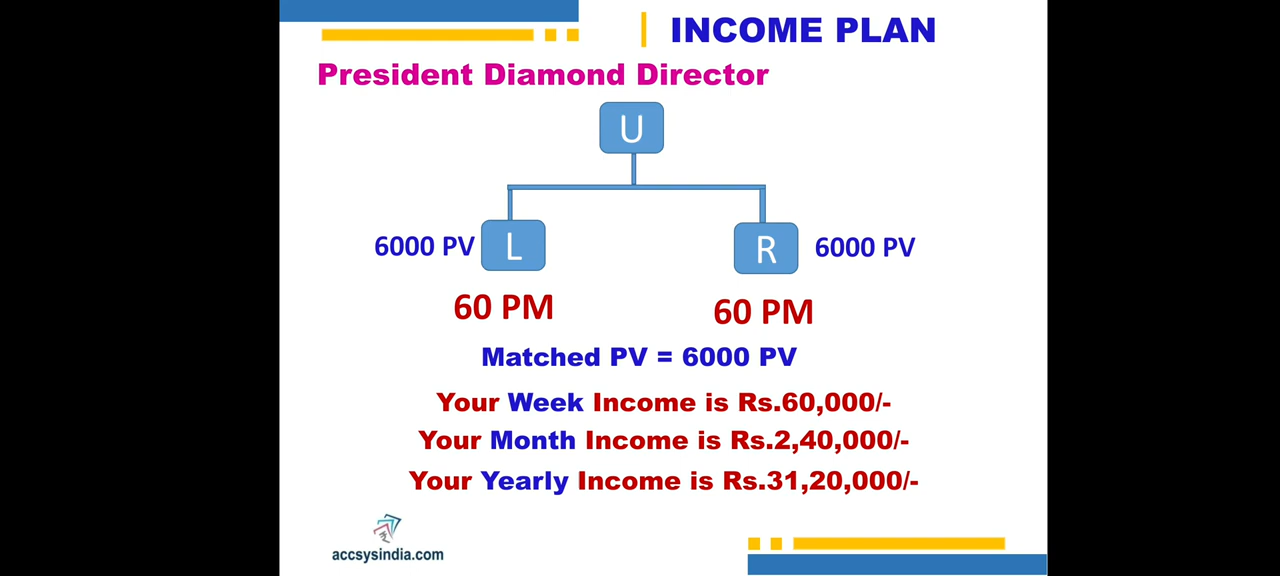 INCOME PLAN
President Diamond Director
U
6000 PV L R 6000 PV
60 PM 60 PM
Matched PV = 6000 PV
Your Week Income is Rs.60,000/-
Your Month Income is Rs.2,40,000/-
Your Yearly Income is Rs.31,20,000/-
accsysindia.com